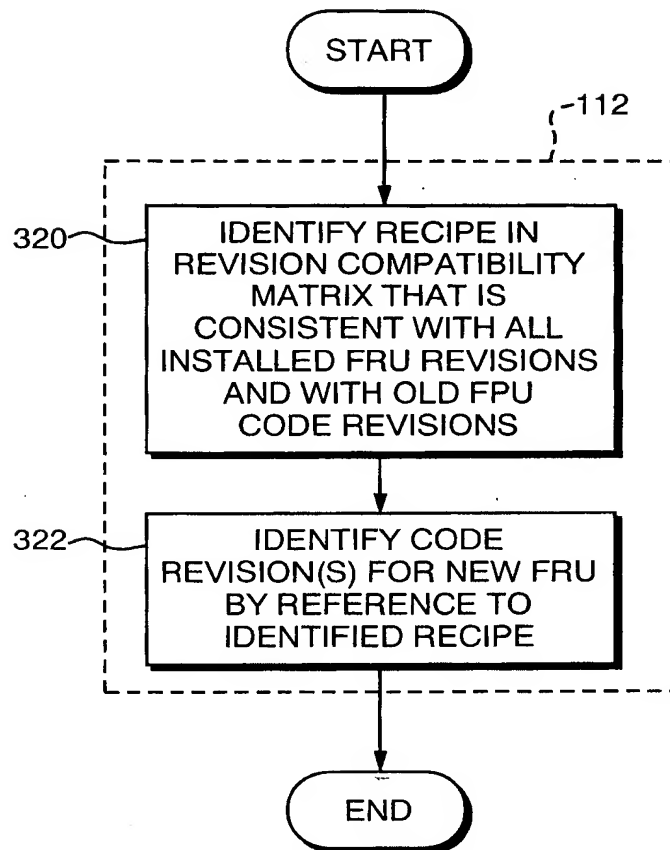 START
112
320
IDENTIFY RECIPE IN
REVISION COMPATIBILITY
MATRIX THAT IS
CONSISTENT WITH ALL
INSTALLED FRU REVISIONS
AND WITH OLD FPU
CODE REVISIONS
322
IDENTIFY CODE
REVISION(S) FOR NEW FRU
BY REFERENCE TO
IDENTIFIED RECIPE
END